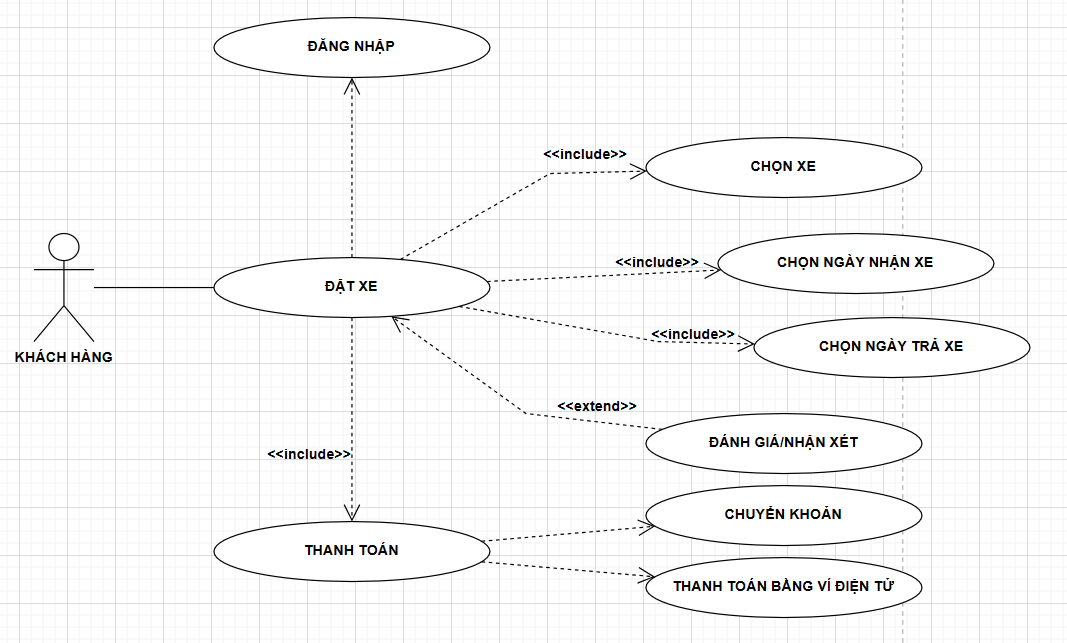 ĐĂNG NHẬP
<<include>>
CHỌN XE
<<include>>
CHỌN NGÀY NHẬN XE
ĐẶT XE
<<include>>
CHỌN NGÀY TRẢ XE
KHÁCH HÀNG
<<extend>>
ĐÁNH GIÁ/NHẬN XÉT
<<include>>
CHUYỂN KHOẢN
THANH TOÁN
THANH TOÁN BẰNG VÍ ĐIỆN TỬ